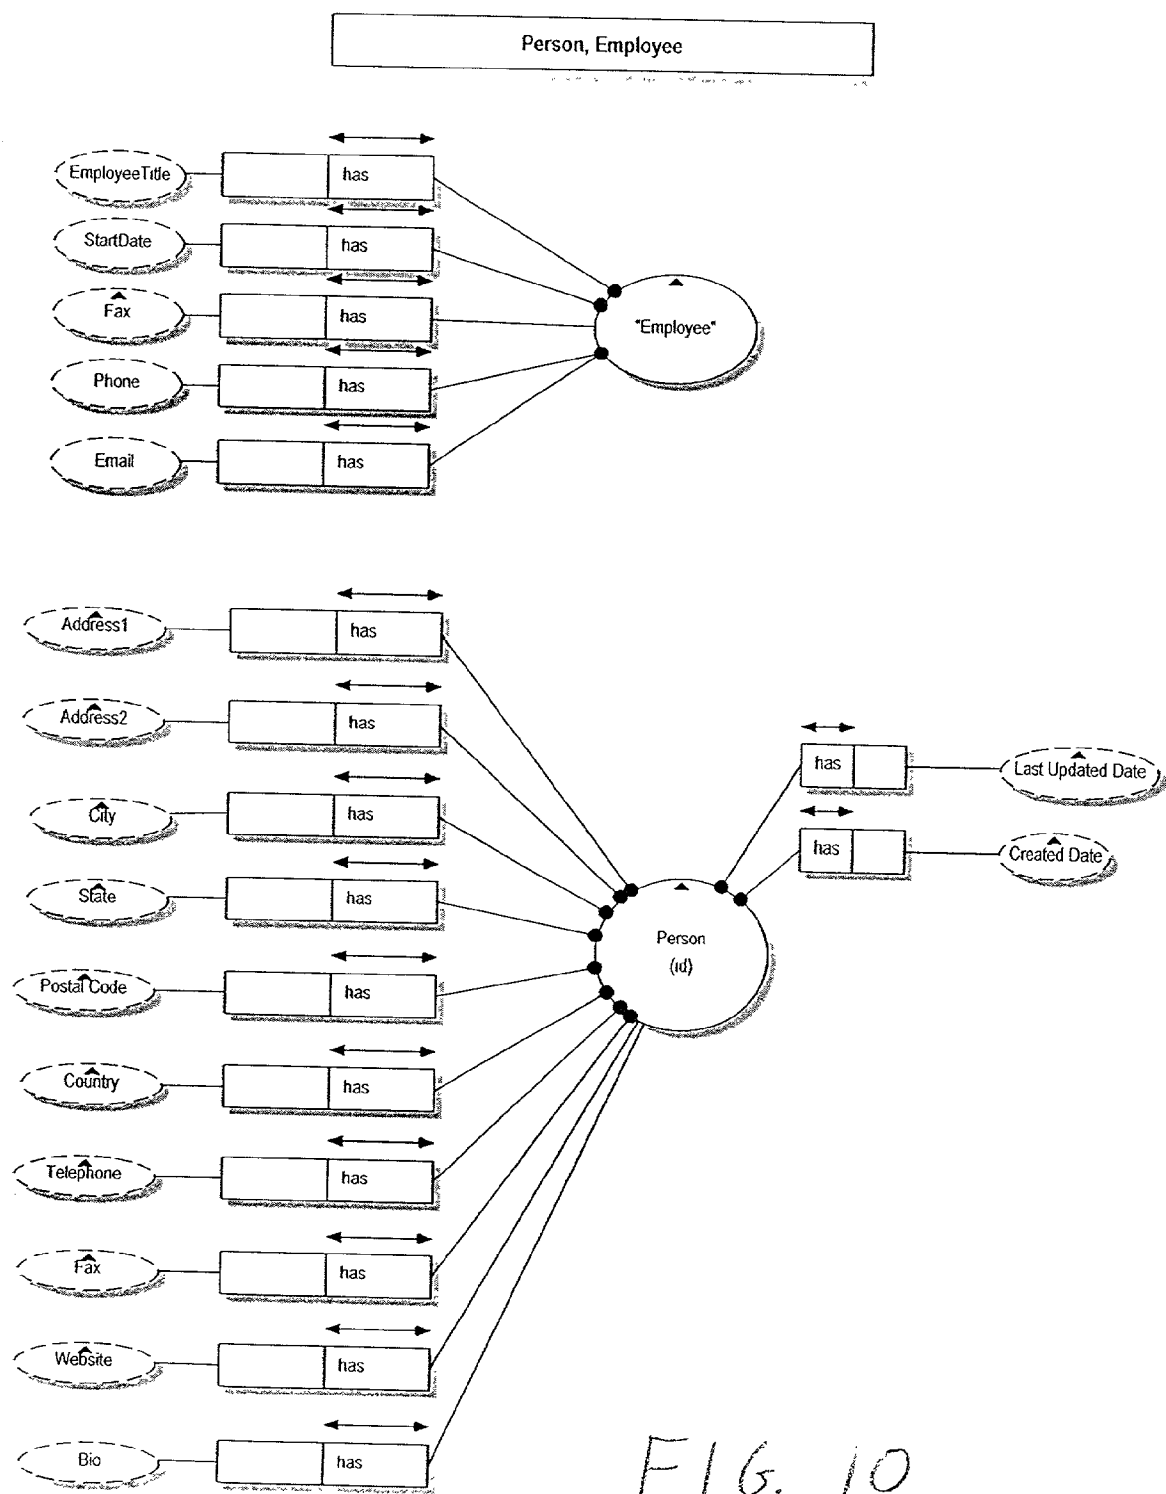 Person, Employee
EmployeeTitle
has
StartDate
has
Fax
has
"Employee"
Phone
has
Email
has
Address1
has
Address2
has
has
Last Updated Date
City
has
has
Created Date
State
has
Person
(id)
Postal Code
has
Country
has
Telephone
has
Fax
has
Website
has
Bio
has
FIG. 10